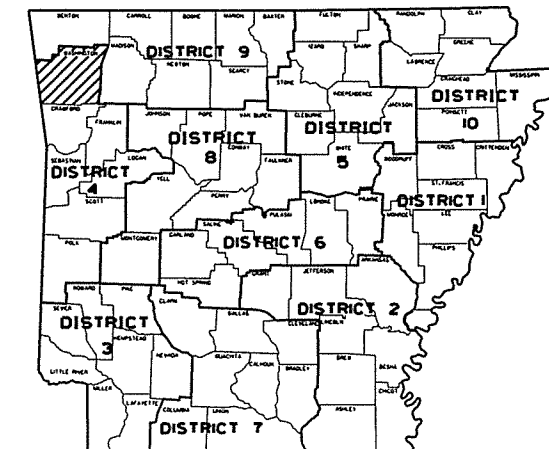 BENTON CARROLL BOONE MARION BAXTER FULTON RANDOLPH CLAY
WASHINGTON MADISON DISTRICT 9 IZARD SHARP GREENE
NEWTON SEARCY STONE LAWRENCE
INDEPENDENCE CRAIGHEAD MISSISSIPPI
CRAWFORD JOHNSON POPE VAN BUREN CLEBURNE JACKSON DISTRICT
FRANKLIN DISTRICT DISTRICT POINSETT 10
SEBASTIAN LOGAN 8 CONWAY 5 WHITE WOODRUFF CROSS CRITTENDEN
DISTRICT YELL FAULKNER ST. FRANCIS
4 SCOTT PERRY PULASKI LONOKE PRAIRIE DISTRICT 1
MONROE LEE
POLK MONTGOMERY GARLAND SALINE DISTRICT 6 PHILLIPS
HOT SPRING JEFFERSON ARKANSAS
HOWARD PIKE CLARK DALLAS DISTRICT 2
SEVIER DISTRICT CLEVELAND LINCOLN
3 HEMPSTEAD
LITTLE RIVER NEVADA OUACHITA CALHOUN BRADLEY DREW DESHA
MILLER CHICOT
LAFAYETTE COLUMBIA UNION ASHLEY
DISTRICT 7